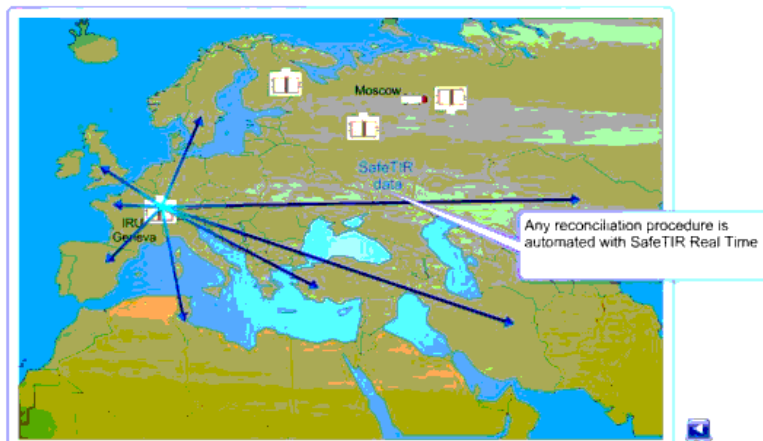 Moscow
SafeTIR
data
IRU
Geneva
Any reconciliation procedure is
automated with SafeTIR Real Time